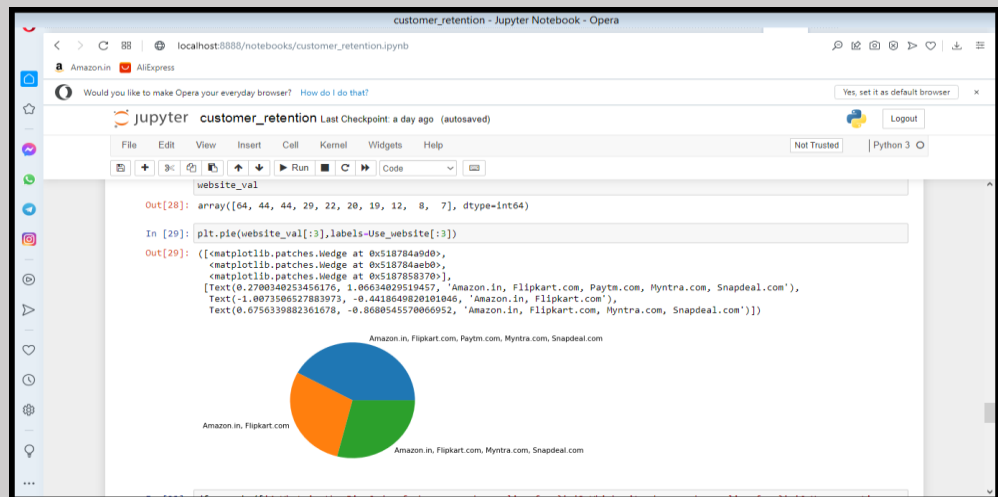 customer_retention - Jupyter Notebook - Opera
localhost:8888/notebooks/customer_retention.ipynb
a Amazon.in AliExpress
Would you like to make Opera your everyday browser? How do I do that? Yes, set it as default browser ×
jupyter customer_retention Last Checkpoint: a day ago (autosaved) Logout
File Edit View Insert Cell Kernel Widgets Help Not Trusted Python 3
Run Code
website_val
Out[28]: array([64, 44, 44, 29, 22, 20, 19, 12, 8, 7], dtype=int64)
In [29]: plt.pie(website_val[:3],labels=Use_website[:3])
Out[29]: ([<matplotlib.patches.Wedge at 0x518784a9d0>,
<matplotlib.patches.Wedge at 0x518784aeb0>,
<matplotlib.patches.Wedge at 0x5187858370>],
[Text(0.2700340253456176, 1.06634029519457, 'Amazon.in, Flipkart.com, Paytm.com, Myntra.com, Snapdeal.com'),
Text(-1.0073506527883973, -0.4418649820101046, 'Amazon.in, Flipkart.com'),
Text(0.6756339882361678, -0.8680545570066952, 'Amazon.in, Flipkart.com, Myntra.com, Snapdeal.com')])
Amazon.in, Flipkart.com, Paytm.com, Myntra.com, Snapdeal.com
Amazon.in, Flipkart.com
Amazon.in, Flipkart.com, Myntra.com, Snapdeal.com